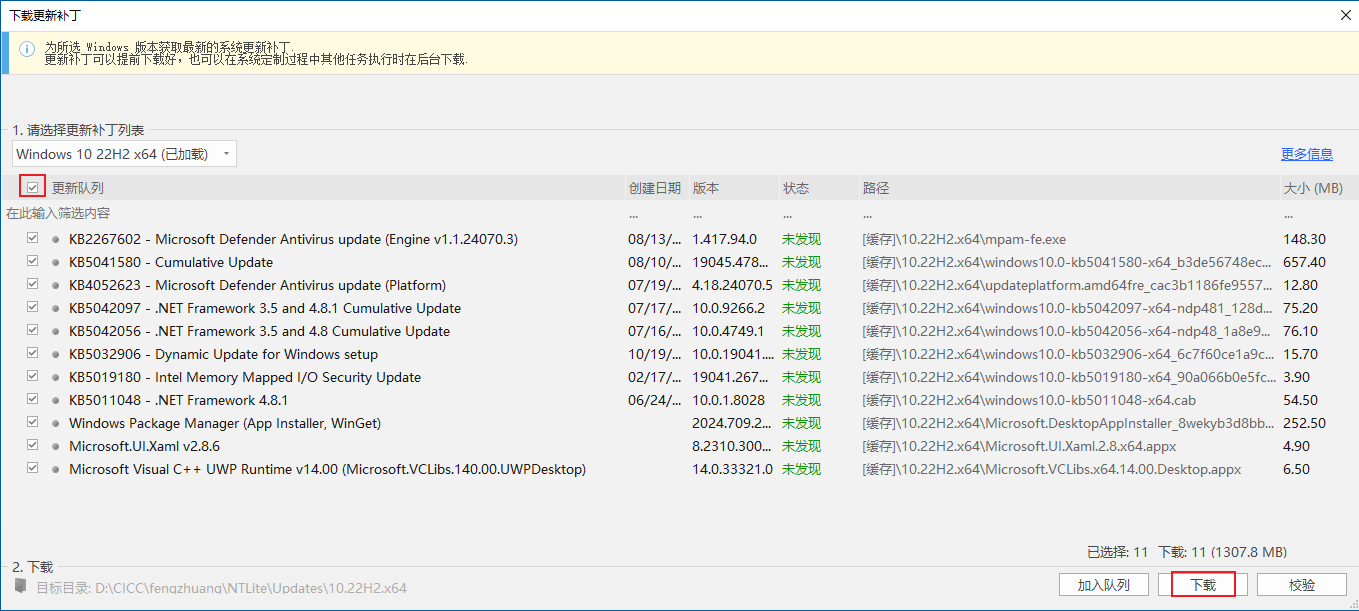 下载更新补丁
为所选 Windows 版本获取最新的系统更新补丁.
更新补丁可以提前下载好，也可以在系统定制过程中其他任务执行时在后台下载.
1. 请选择更新补丁列表
Windows 10 22H2 x64 (已加载)
更多信息
更新队列 创建日期 版本 状态 路径 大小 (MB)
在此输入筛选内容 ... ... ... ... ...
KB2267602 - Microsoft Defender Antivirus update (Engine v1.1.24070.3) 08/13/... 1.417.94.0 未发现 [缓存]\10.22H2.x64\mpam-fe.exe 148.30
KB5041580 - Cumulative Update 08/10/... 19045.478... 未发现 [缓存]\10.22H2.x64\windows10.0-kb5041580-x64_b3de56748ec... 657.40
KB4052623 - Microsoft Defender Antivirus update (Platform) 07/19/... 4.18.24070.5 未发现 [缓存]\10.22H2.x64\updateplatform.amd64fre_cac3b1186fe9557... 12.80
KB5042097 - .NET Framework 3.5 and 4.8.1 Cumulative Update 07/17/... 10.0.9266.2 未发现 [缓存]\10.22H2.x64\windows10.0-kb5042097-x64-ndp481_128d... 75.20
KB5042056 - .NET Framework 3.5 and 4.8 Cumulative Update 07/16/... 10.0.4749.1 未发现 [缓存]\10.22H2.x64\windows10.0-kb5042056-x64-ndp48_1a8e9... 76.10
KB5032906 - Dynamic Update for Windows setup 10/19/... 10.0.19041.... 未发现 [缓存]\10.22H2.x64\windows10.0-kb5032906-x64_6c7f60ce1a9c... 15.70
KB5019180 - Intel Memory Mapped I/O Security Update 02/17/... 19041.267... 未发现 [缓存]\10.22H2.x64\windows10.0-kb5019180-x64_90a066b0e5fc... 3.90
KB5011048 - .NET Framework 4.8.1 06/24/... 10.0.1.8028 未发现 [缓存]\10.22H2.x64\windows10.0-kb5011048-x64.cab 54.50
Windows Package Manager (App Installer, WinGet) 2024.709.2... 未发现 [缓存]\10.22H2.x64\Microsoft.DesktopAppInstaller_8wekyb3d8bb... 252.50
Microsoft.UI.Xaml v2.8.6 8.2310.300... 未发现 [缓存]\10.22H2.x64\Microsoft.UI.Xaml.2.8.x64.appx 4.90
Microsoft Visual C++ UWP Runtime v14.00 (Microsoft.VCLibs.140.00.UWPDesktop) 14.0.33321.0 未发现 [缓存]\10.22H2.x64\Microsoft.VCLibs.x64.14.00.Desktop.appx 6.50
已选择: 11 下载: 11 (1307.8 MB)
2. 下载
目标目录: D:\CICC\fengzhuang\NTLite\Updates\10.22H2.x64
加入队列 下载 校验